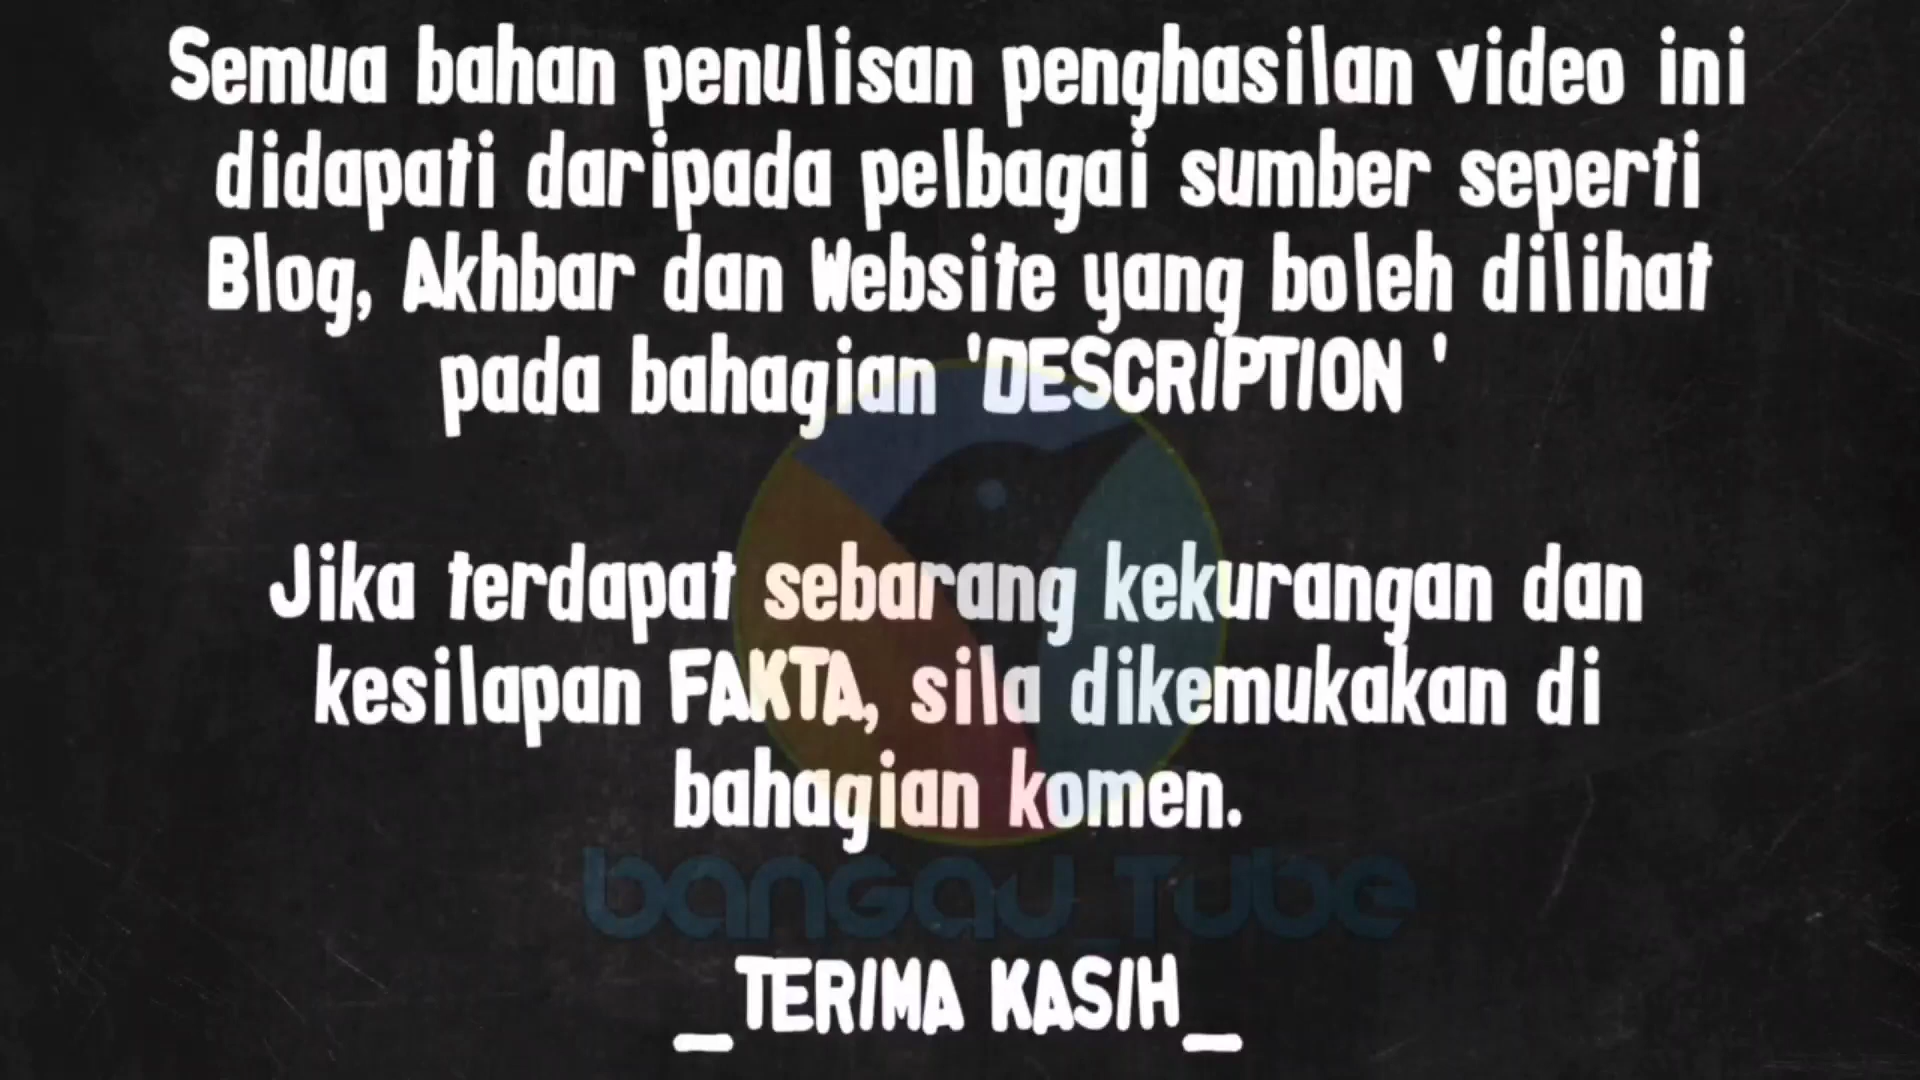 Semua bahan penulisan penghasilan video ini
didapati daripada pelbagai sumber seperti
Blog, Akhbar dan Website yang boleh dilihat
pada bahagian 'DESCRIPTION '
Jika terdapat sebarang kekurangan dan
kesilapan FAKTA, sila dikemukakan di
bahagian komen.
BANGAU_TUBE
_TERIMA KASIH_